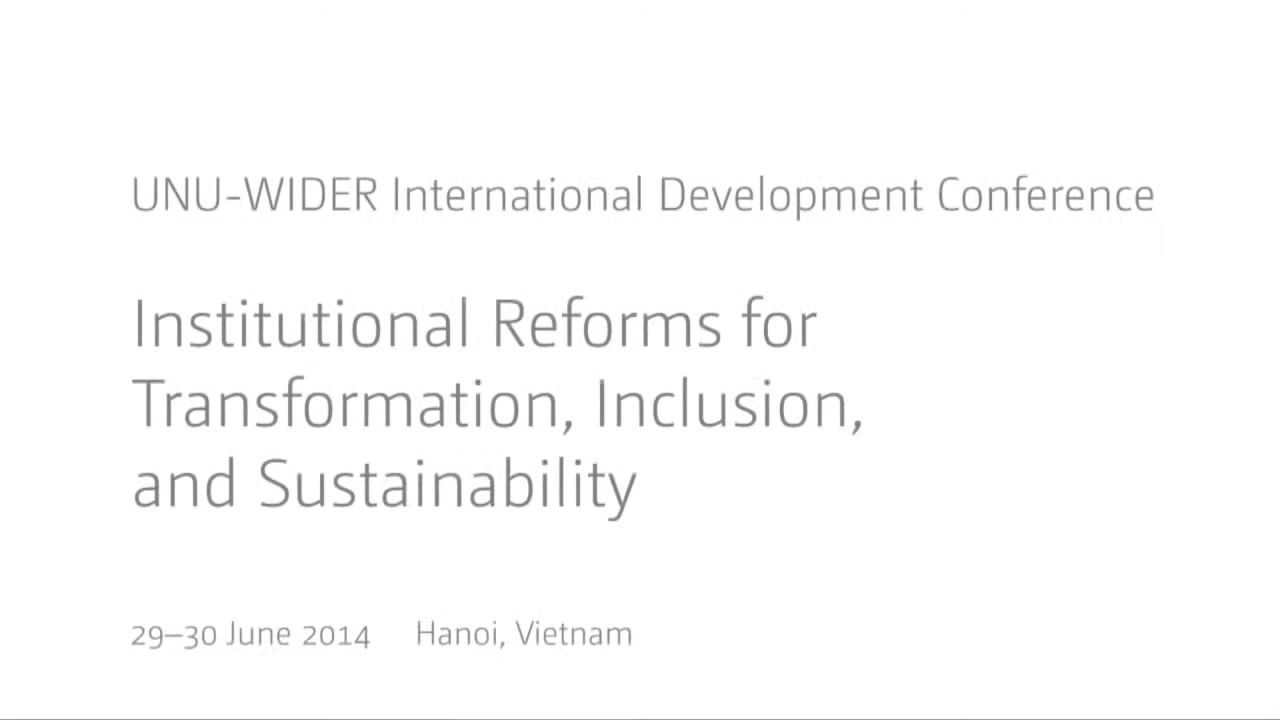 UNU-WIDER International Development Conference
Institutional Reforms for
Transformation, Inclusion,
and Sustainability
29–30 June 2014 Hanoi, Vietnam